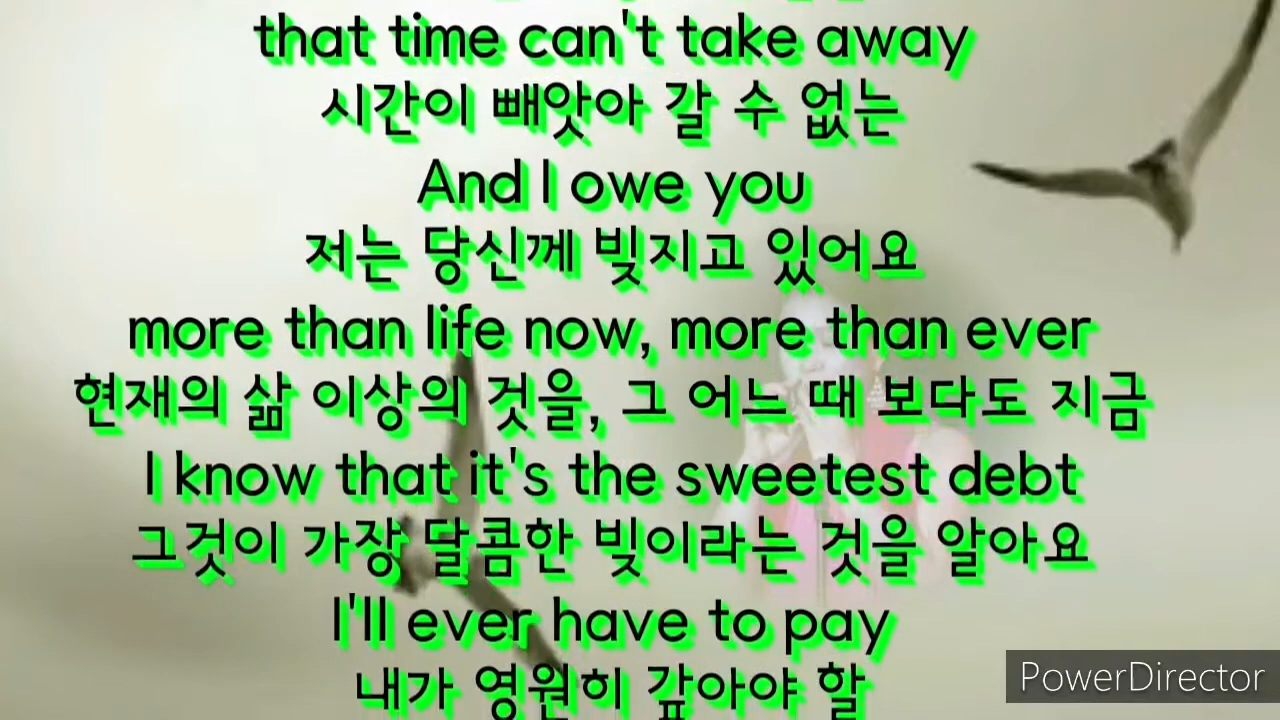 that time can't take away
시간이 빼앗아 갈 수 없는
And I owe you
저는 당신께 빚지고 있어요
more than life now, more than ever
현재의 삶 이상의 것을, 그 어느 때 보다도 지금
I know that it's the sweetest debt
그것이 가장 달콤한 빚이라는 것을 알아요
I'll ever have to pay
내가 영원히 갚아야 할
PowerDirector